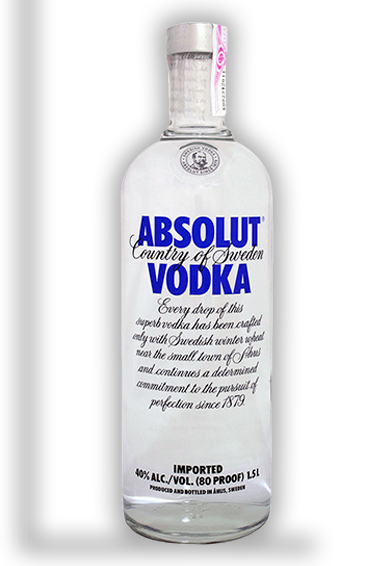 ABSOLUT®
Country of Sweden
VODKA
Every drop of this
superb vodka has been crafted
only with Swedish winter wheat
near the small town of Åhus
and continues a determined
commitment to the pursuit of
perfection since 1879.
IMPORTED
40% ALC./VOL. (80 PROOF) 1.5 L
PRODUCED AND BOTTLED IN ÅHUS, SWEDEN